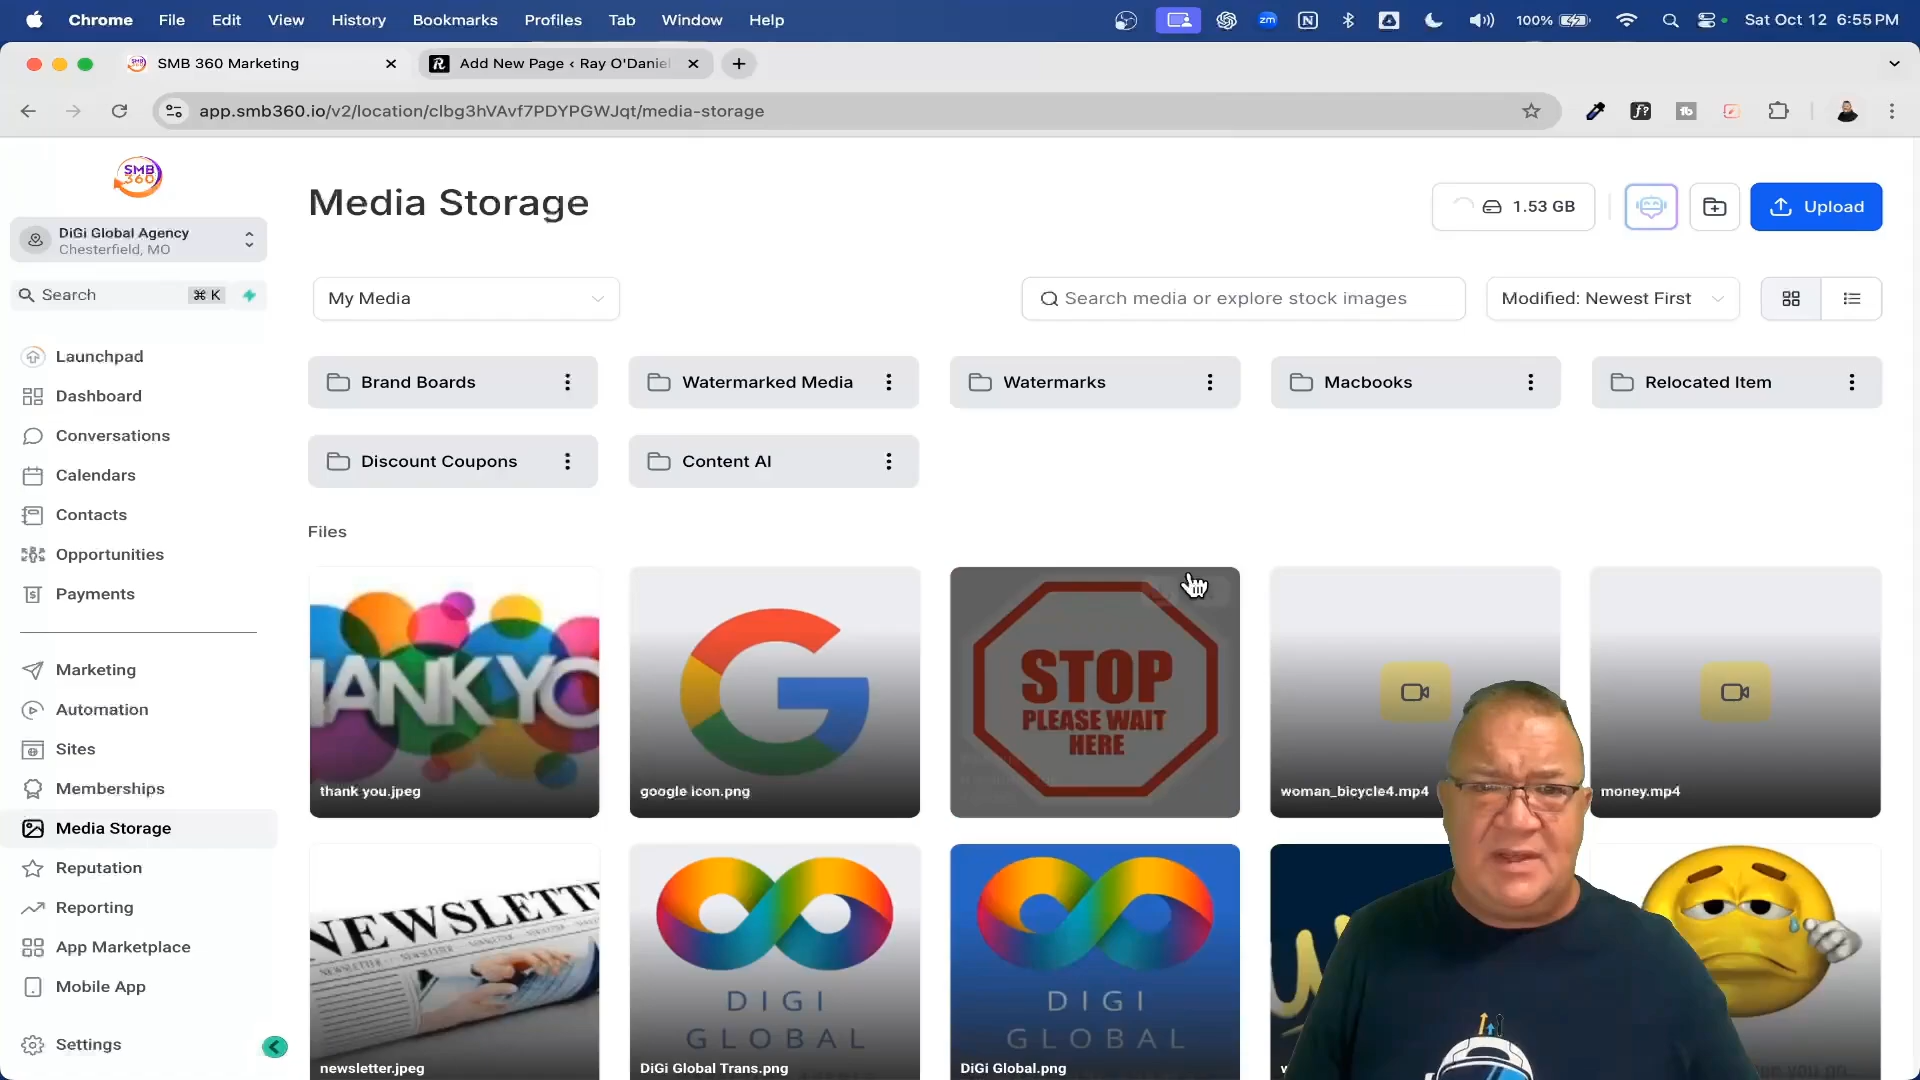 Chrome File Edit View History Bookmarks Profiles Tab Window Help
zm 100% Sat Oct 12 6:55 PM
SMB 360 Marketing
Add New Page ‹ Ray O'Daniel
app.smb360.io/v2/location/clbg3hVAvf7PDYPGWJqt/media-storage
SMB
360
DiGi Global Agency
Chesterfield, MO
Search ⌘ K
Launchpad
Dashboard
Conversations
Calendars
Contacts
Opportunities
Payments
Marketing
Automation
Sites
Memberships
Media Storage
Reputation
Reporting
App Marketplace
Mobile App
Settings
Media Storage
1.53 GB
Upload
My Media
Search media or explore stock images
Modified: Newest First
Brand Boards
Watermarked Media
Watermarks
Macbooks
Relocated Item
Discount Coupons
Content AI
Files
HANKYO
thank you.jpeg
google icon.png
STOP
PLEASE WAIT
HERE
woman_bicycle4.mp4
money.mp4
NEWSLETTE
newsletter.jpeg
DIGI
GLOBAL
DiGi Global Trans.png
DIGI
GLOBAL
DiGi Global.png